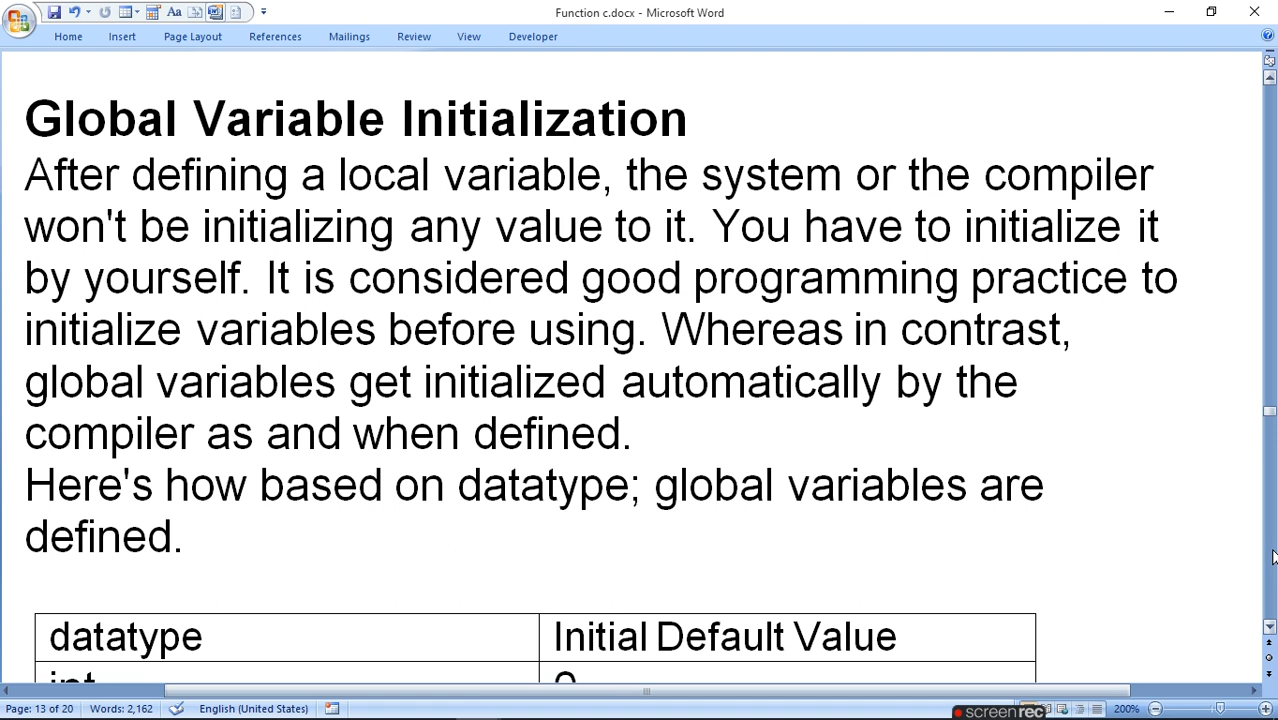 Function c.docx - Microsoft Word
Home Insert Page Layout References Mailings Review View Developer
Global Variable Initialization
After defining a local variable, the system or the compiler
won't be initializing any value to it. You have to initialize it
by yourself. It is considered good programming practice to
initialize variables before using. Whereas in contrast,
global variables get initialized automatically by the
compiler as and when defined.
Here's how based on datatype; global variables are
defined.
datatype Initial Default Value
int 0
Page: 13 of 20 Words: 2,162 English (United States) screenrec 200%